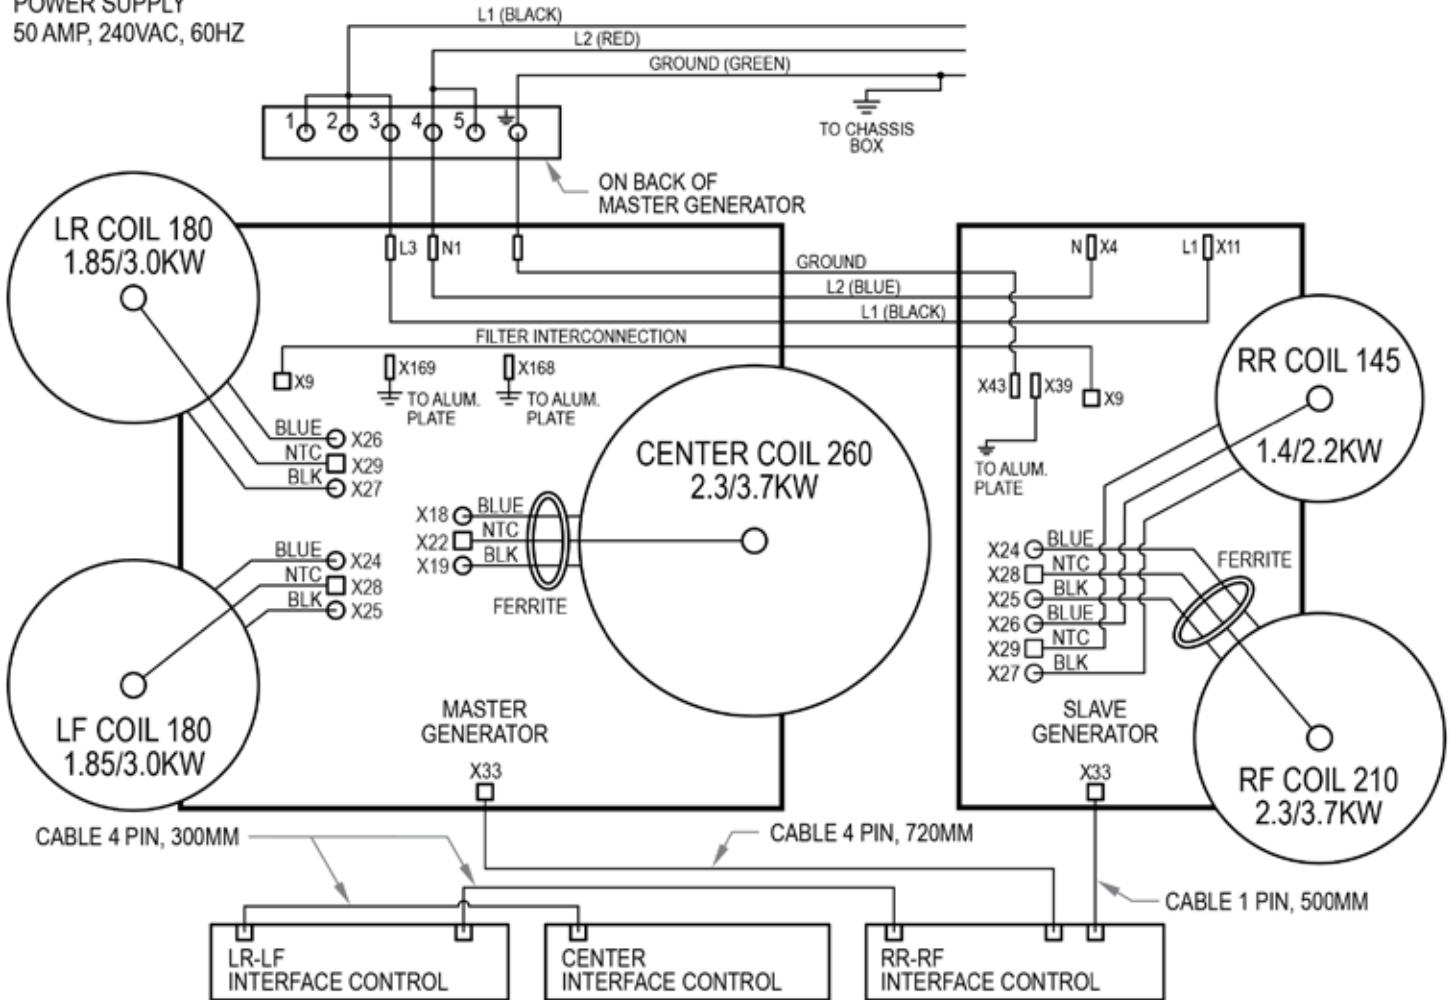 POWER SUPPLY
50 AMP, 240VAC, 60HZ
L1 (BLACK)
L2 (RED)
GROUND (GREEN)
1 2 3 4 5
TO CHASSIS
BOX
ON BACK OF
MASTER GENERATOR
LR COIL 180
1.85/3.0KW
L3
N1
N
X4
L1
X11
GROUND
L2 (BLUE)
L1 (BLACK)
FILTER INTERCONNECTION
X9
X169
TO ALUM.
PLATE
X168
TO ALUM.
PLATE
X43
X39
X9
TO ALUM.
PLATE
RR COIL 145
1.4/2.2KW
BLUE
X26
NTC
X29
BLK
X27
CENTER COIL 260
2.3/3.7KW
X18
BLUE
X22
NTC
X19
BLK
FERRITE
BLUE
X24
NTC
X28
BLK
X25
LF COIL 180
1.85/3.0KW
X24
BLUE
X28
NTC
X25
BLK
X26
BLUE
X29
NTC
X27
BLK
FERRITE
MASTER
GENERATOR
X33
SLAVE
GENERATOR
X33
RF COIL 210
2.3/3.7KW
CABLE 4 PIN, 300MM
CABLE 4 PIN, 720MM
CABLE 1 PIN, 500MM
LR-LF
INTERFACE CONTROL
CENTER
INTERFACE CONTROL
RR-RF
INTERFACE CONTROL